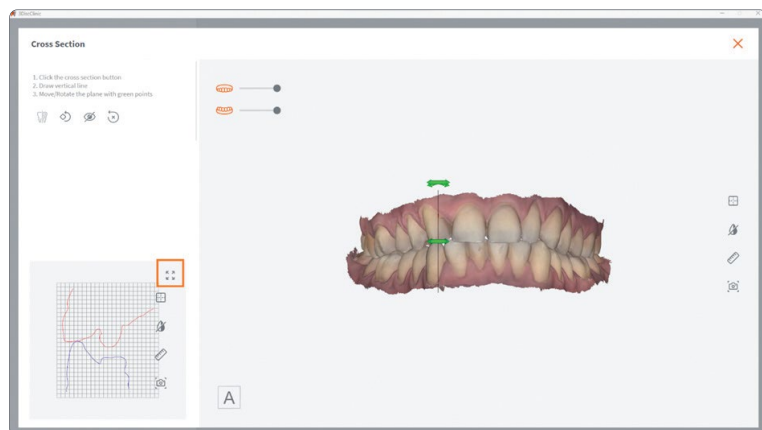 3DocClinic
Cross Section
1. Click the cross section button
2. Draw vertical line
3. Move/Rotate the plane with green points
A